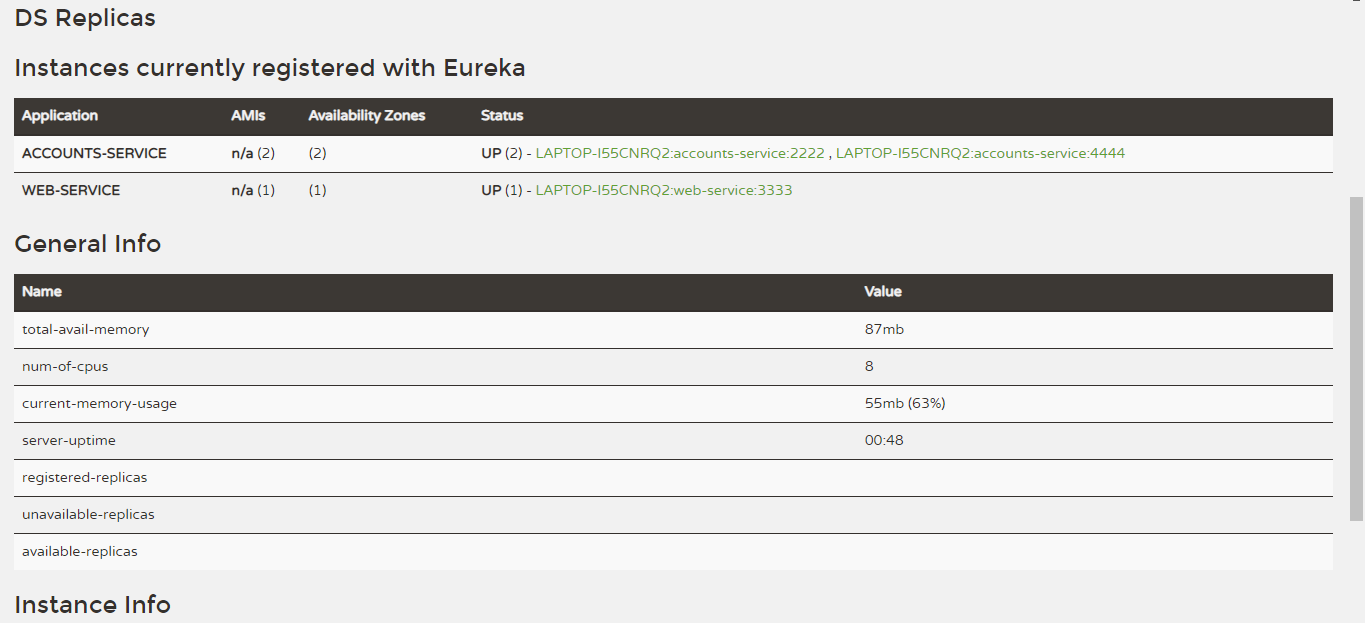 DS Replicas
Instances currently registered with Eureka
Application AMIs Availability Zones Status
ACCOUNTS-SERVICE n/a (2) (2) UP (2) - LAPTOP-I55CNRQ2:accounts-service:2222 , LAPTOP-I55CNRQ2:accounts-service:4444
WEB-SERVICE n/a (1) (1) UP (1) - LAPTOP-I55CNRQ2:web-service:3333
General Info
Name Value
total-avail-memory 87mb
num-of-cpus 8
current-memory-usage 55mb (63%)
server-uptime 00:48
registered-replicas
unavailable-replicas
available-replicas
Instance Info